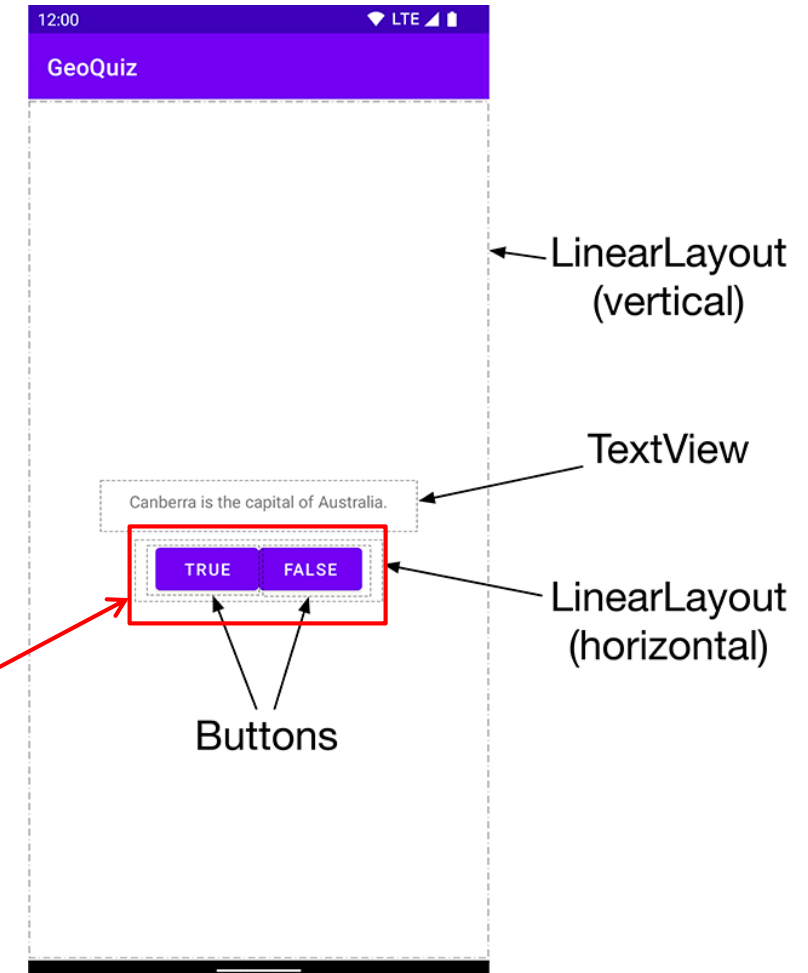 12:00 LTE
GeoQuiz
LinearLayout
(vertical)
TextView
Canberra is the capital of Australia.
TRUE FALSE
LinearLayout
(horizontal)
Buttons